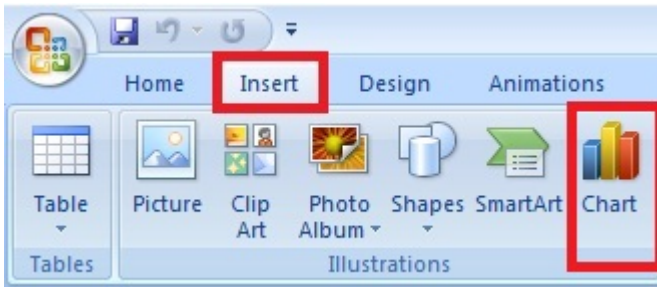 Home Insert Design Animations
Table Picture Clip Art Photo Album Shapes SmartArt Chart
Tables Illustrations